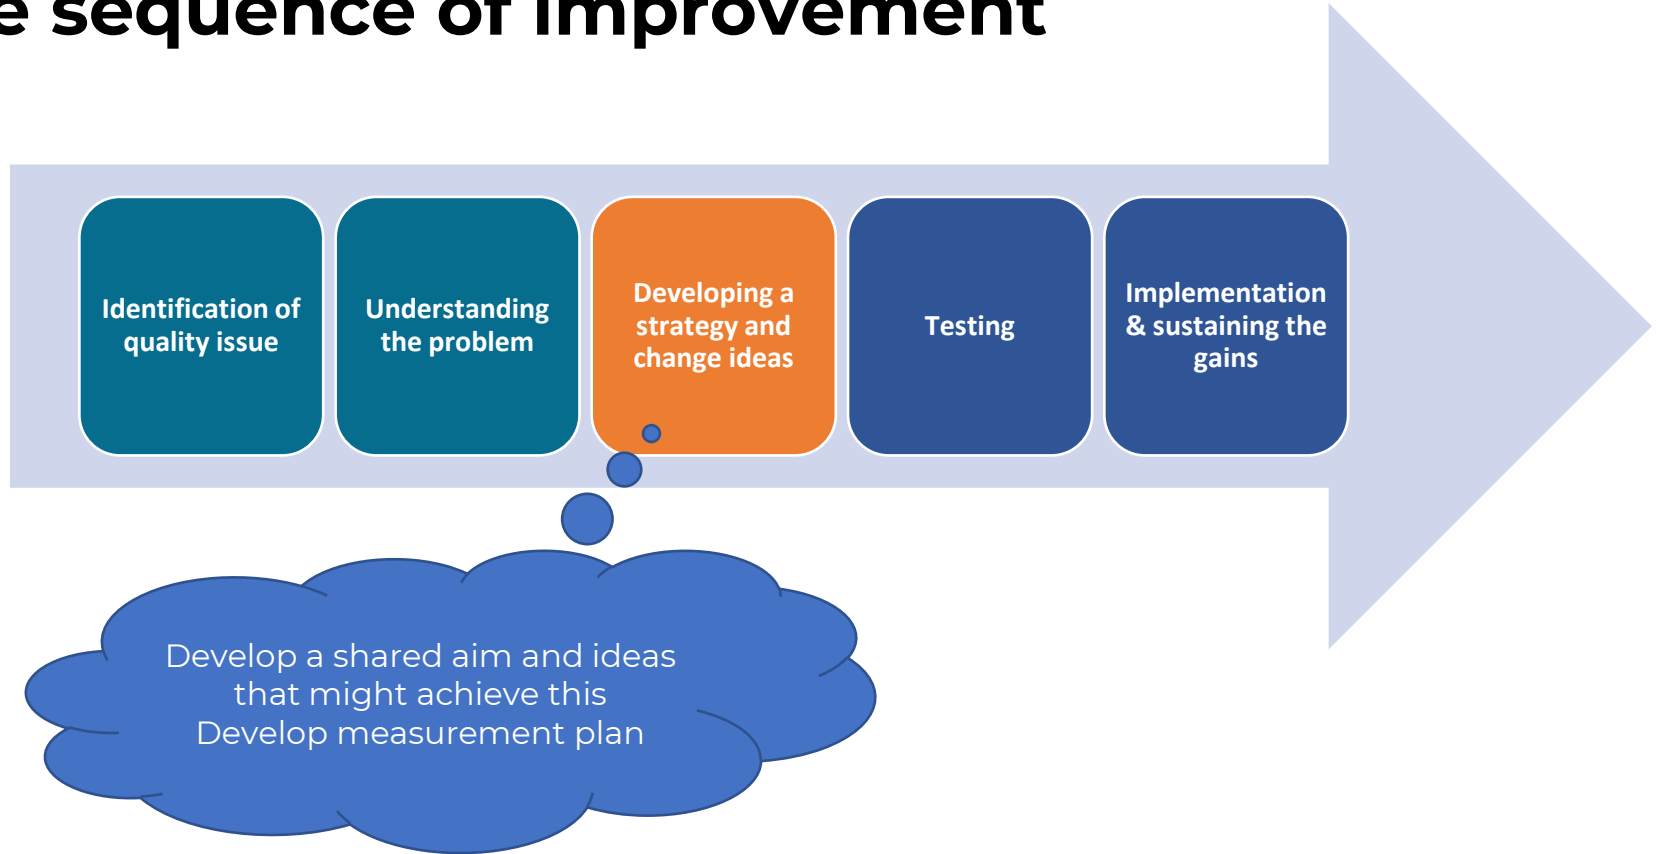 e sequence of improvement
Identification of
quality issue
Understanding
the problem
Developing a
strategy and
change ideas
Testing
Implementation
& sustaining the
gains
Develop a shared aim and ideas
that might achieve this
Develop measurement plan